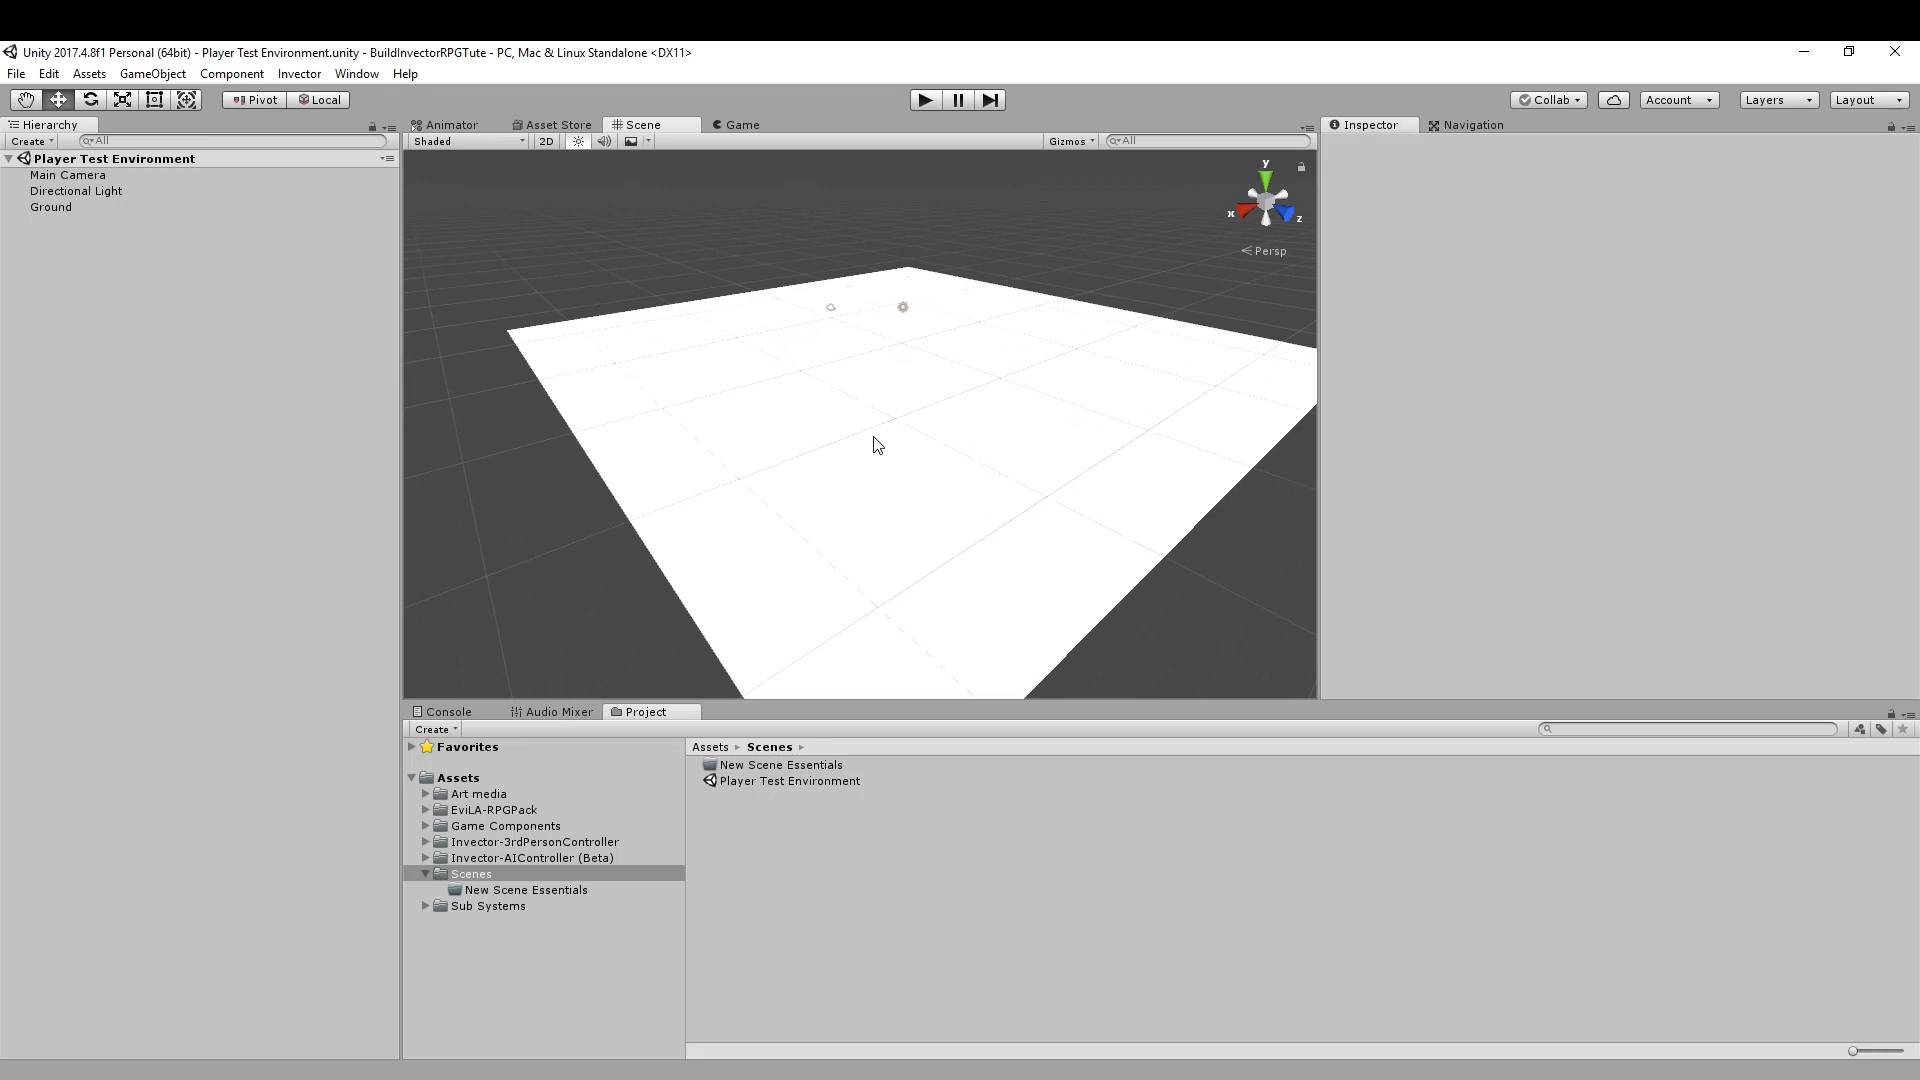 Unity 2017.4.8f1 Personal (64bit) - Player Test Environment.unity - BuildInvectorRPGTute - PC, Mac & Linux Standalone <DX11>
File Edit Assets GameObject Component Invector Window Help
Pivot Local Collab Account Layers Layout
Hierarchy Animator Asset Store Scene Game Inspector Navigation
Create All Shaded 2D Gizmos All
Player Test Environment
Main Camera
Directional Light
Ground
y
x
z
Persp
Console Audio Mixer Project
Create
Favorites
Assets
Art media
EviLA-RPGPack
Game Components
Invector-3rdPersonController
Invector-AIController (Beta)
Scenes
New Scene Essentials
Sub Systems
Assets Scenes
New Scene Essentials
Player Test Environment